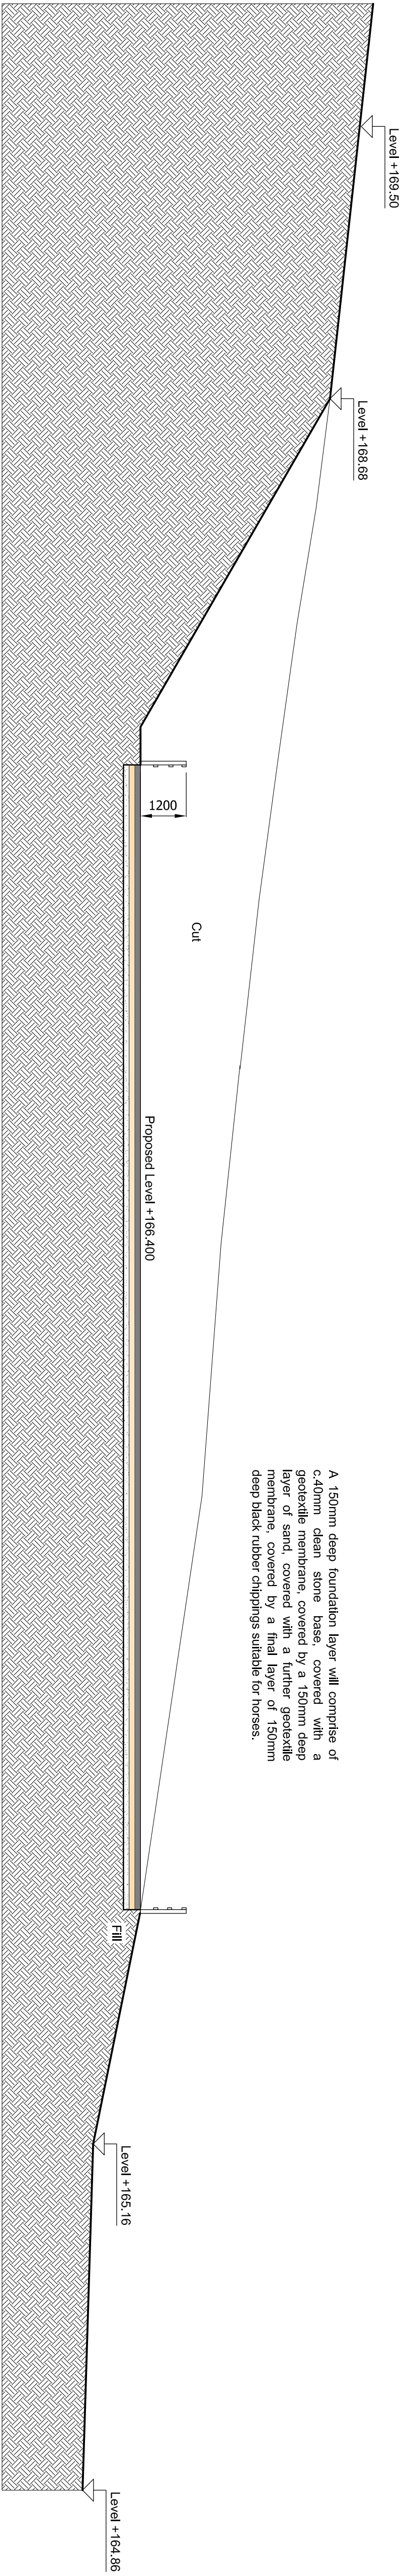 Level +169.50
Level +168.68
1200
Cut
Proposed Level +166.400
A 150mm deep foundation layer will comprise of
c.40mm clean stone base, covered with a
geotextile membrane, covered by a 150mm deep
layer of sand, covered with a further geotextile
membrane, covered by a final layer of 150mm
deep black rubber chippings suitable for horses.
Fill
Level +165.16
Level +164.86